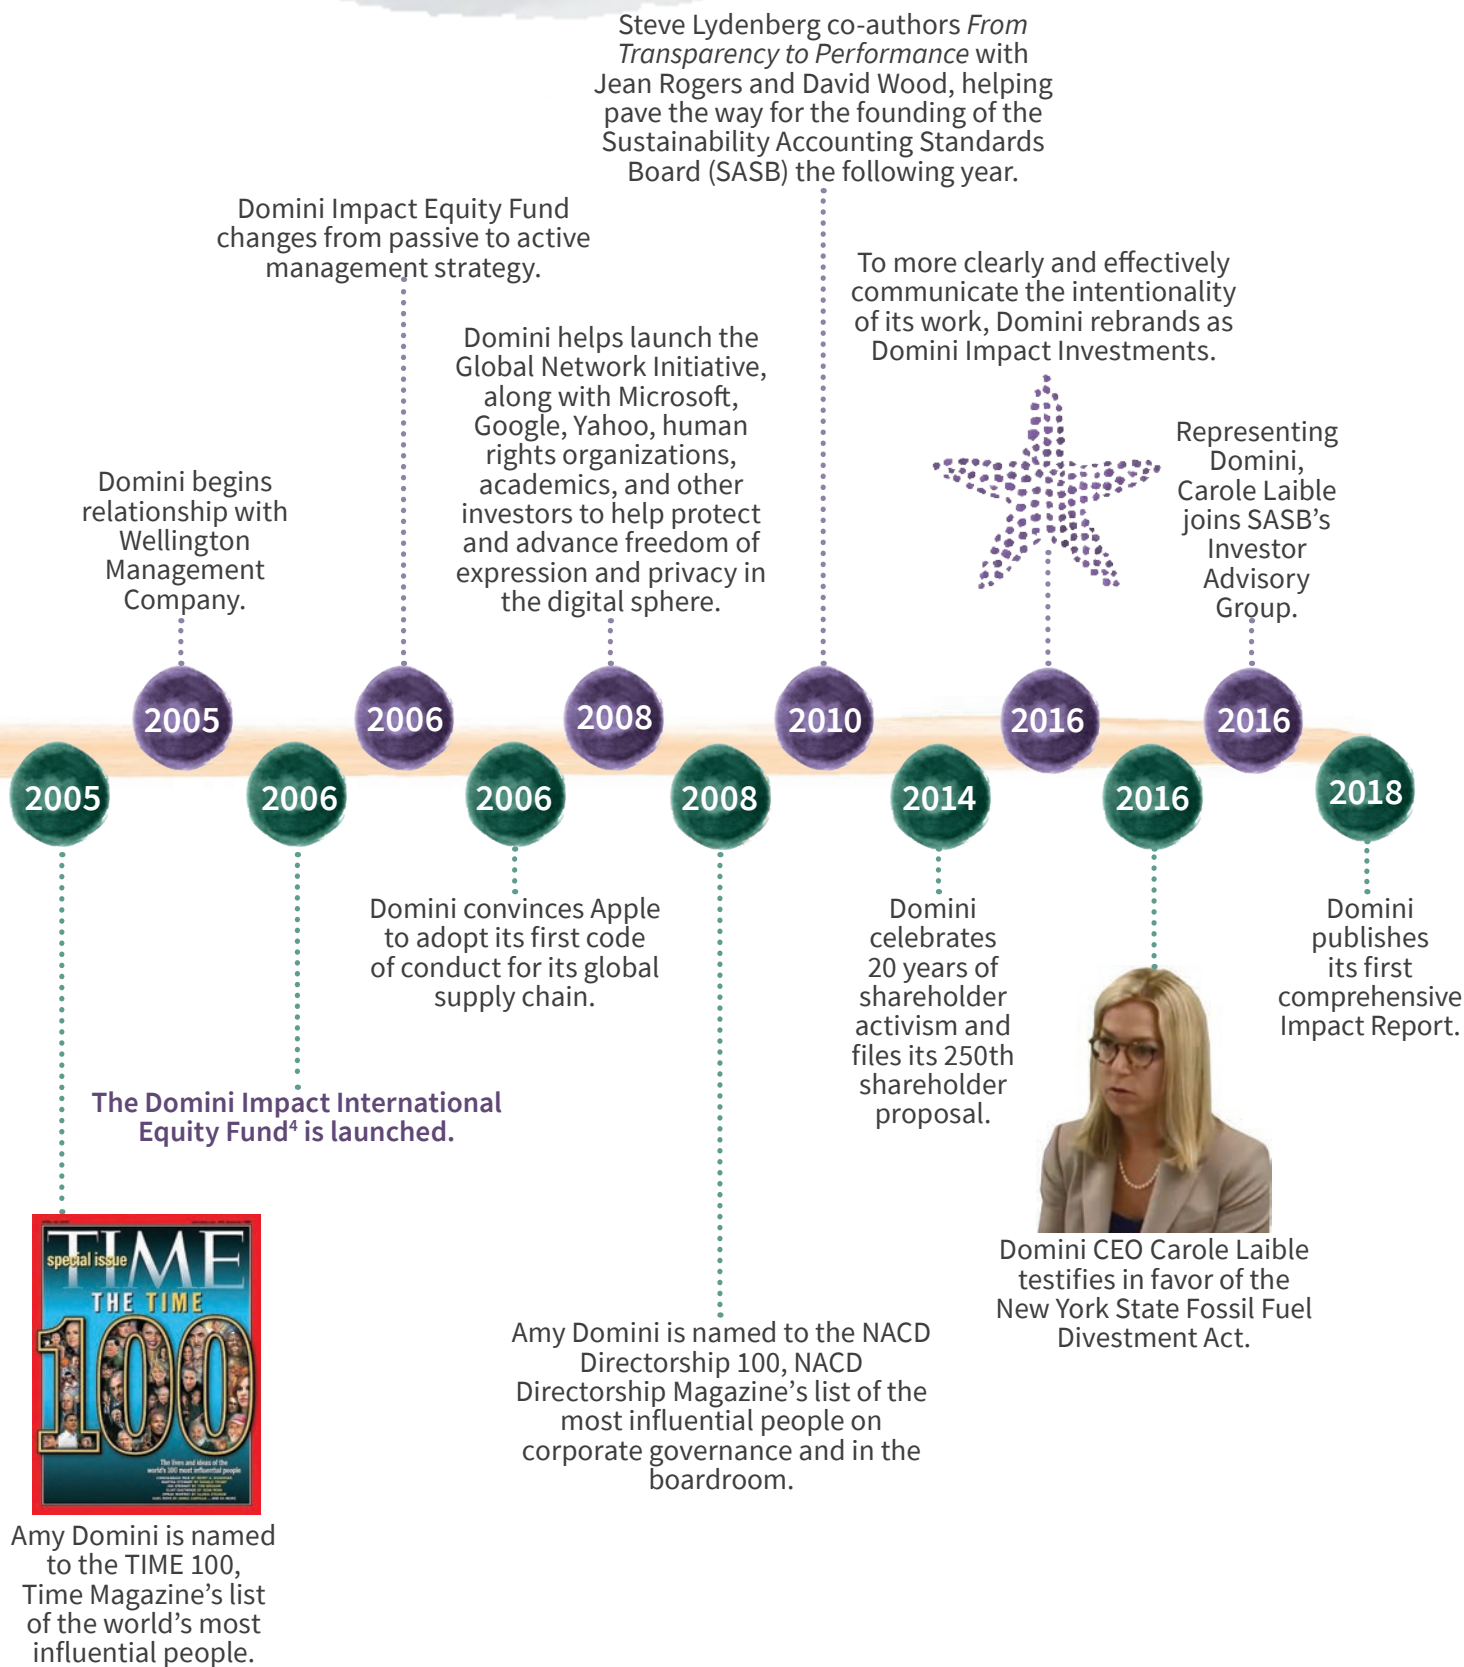 Steve Lydenberg co-authors From
Transparency to Performance with
Jean Rogers and David Wood, helping
pave the way for the founding of the
Sustainability Accounting Standards
Board (SASB) the following year.
Domini Impact Equity Fund
changes from passive to active
management strategy.
To more clearly and effectively
communicate the intentionality
of its work, Domini rebrands as
Domini Impact Investments.
Domini helps launch the
Global Network Initiative,
along with Microsoft,
Google, Yahoo, human
rights organizations,
academics, and other
investors to help protect
and advance freedom of
expression and privacy in
the digital sphere.
Representing
Domini,
Carole Laible
joins SASB’s
Investor
Advisory
Group.
Domini begins
relationship with
Wellington
Management
Company.
2005
2006
2008
2010
2016
2016
2005
2006
2006
2008
2014
2016
2018
Domini convinces Apple
to adopt its first code
of conduct for its global
supply chain.
Domini
celebrates
20 years of
shareholder
activism and
files its 250th
shareholder
proposal.
Domini
publishes
its first
comprehensive
Impact Report.
The Domini Impact International
Equity Fund⁴ is launched.
TIME
special issue
THE TIME
100
The lives and ideas of the
world's 100 most influential people
Domini CEO Carole Laible
testifies in favor of the
New York State Fossil Fuel
Divestment Act.
Amy Domini is named to the NACD
Directorship 100, NACD
Directorship Magazine’s list of the
most influential people on
corporate governance and in the
boardroom.
Amy Domini is named
to the TIME 100,
Time Magazine’s list
of the world’s most
influential people.